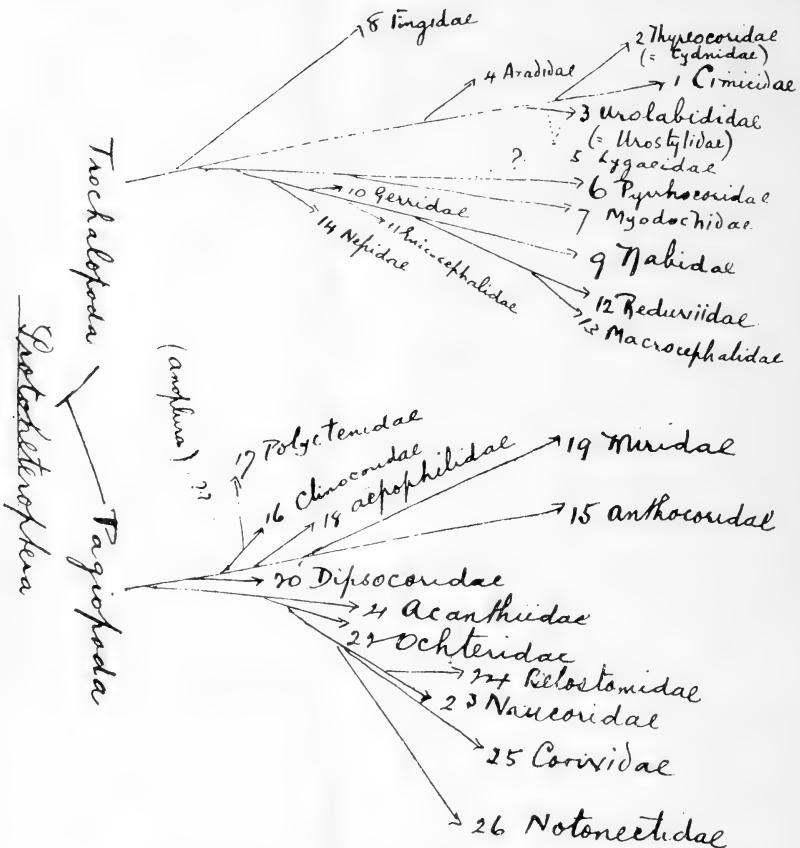 8 Tingidae
2 Thyreocoridae
(= Cydnidae)
4 Aradidae
1 Cimicidae
3 Urolabididae
(= Urostylidae)
?
5 Lygaeidae
6 Pyrrhocoridae
7 Myodochidae
10 Gerridae
14 Nepidae
11 Enicocephalidae
9 Nabidae
12 Reduviidae
13 Macrocephalidae
Trochalopoda
Protoheteroptera
Pagiopoda
(Anoplura) ??
17 Polyctenidae
16 Clinocoridae
18 Aepophilidae
19 Miridae
15 Anthocoridae
20 Dipsocoridae
21 Acanthiidae
22 Ochteridae
24 Belostomidae
23 Naucoridae
25 Corixidae
26 Notonectidae